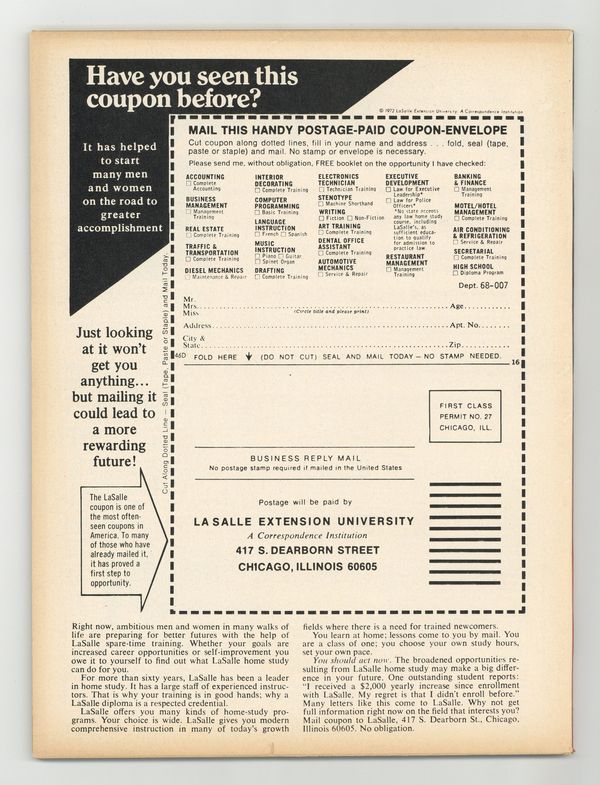 Have you seen this
coupon before?
© 1972 LaSalle Extension University. A Correspondence Institution
It has helped
to start
many men
and women
on the road to
greater
accomplishment
Just looking
at it won't
get you
anything...
but mailing it
could lead to
a more
rewarding
future!
The LaSalle
coupon is one of
the most often-
seen coupons in
America. To many
of those who have
already mailed it,
it has proved a
first step to
opportunity.
Cut Along Dotted Line — Seal (Tape, Paste or Staple) and Mail Today.
MAIL THIS HANDY POSTAGE-PAID COUPON-ENVELOPE
Cut coupon along dotted lines, fill in your name and address . . . fold, seal (tape,
paste or staple) and mail. No stamp or envelope is necessary.
Please send me, without obligation, FREE booklet on the opportunity I have checked:
ACCOUNTING
☐ Complete
Accounting
BUSINESS
MANAGEMENT
☐ Management
Training
REAL ESTATE
☐ Complete Training
TRAFFIC &
TRANSPORTATION
☐ Complete Training
DIESEL MECHANICS
☐ Maintenance & Repair
INTERIOR
DECORATING
☐ Complete Training
COMPUTER
PROGRAMMING
☐ Basic Training
LANGUAGE
INSTRUCTION
☐ French ☐ Spanish
MUSIC
INSTRUCTION
☐ Piano ☐ Guitar
☐ Spinet Organ
DRAFTING
☐ Complete Training
ELECTRONICS
TECHNICIAN
☐ Technician Training
STENOTYPE
☐ Machine Shorthand
WRITING
☐ Fiction ☐ Non-Fiction
ART TRAINING
☐ Complete Training
DENTAL OFFICE
ASSISTANT
☐ Complete Training
AUTOMOTIVE
MECHANICS
☐ Service & Repair
EXECUTIVE
DEVELOPMENT
☐ Law for Executive
Leadership*
☐ Law for Police
Officers*
*No state accepts
any law home study
course, including
LaSalle's, as
sufficient educa-
tion to qualify
for admission to
practice law.
RESTAURANT
MANAGEMENT
☐ Management
Training
BANKING
& FINANCE
☐ Management
Training
MOTEL/HOTEL
MANAGEMENT
☐ Complete Training
AIR CONDITIONING
& REFRIGERATION
☐ Service & Repair
SECRETARIAL
☐ Complete Training
HIGH SCHOOL
☐ Diploma Program
Dept. 68-007
Mr.
Mrs. Age
Miss (Circle title and please print)
Address Apt. No.
City &
State Zip
46D FOLD HERE ↓ (DO NOT CUT) SEAL AND MAIL TODAY — NO STAMP NEEDED. 16
FIRST CLASS
PERMIT NO. 27
CHICAGO, ILL.
BUSINESS REPLY MAIL
No postage stamp required if mailed in the United States
Postage will be paid by
LA SALLE EXTENSION UNIVERSITY
A Correspondence Institution
417 S. DEARBORN STREET
CHICAGO, ILLINOIS 60605
Right now, ambitious men and women in many walks of
life are preparing for better futures with the help of
LaSalle spare-time training. Whether your goals are
increased career opportunities or self-improvement you
owe it to yourself to find out what LaSalle home study
can do for you.
For more than sixty years, LaSalle has been a leader
in home study. It has a large staff of experienced instruc-
tors. That is why your training is in good hands; why a
LaSalle diploma is a respected credential.
LaSalle offers you many kinds of home-study pro-
grams. Your choice is wide. LaSalle gives you modern
comprehensive instruction in many of today's growth
fields where there is a need for trained newcomers.
You learn at home; lessons come to you by mail. You
are a class of one; you choose your own study hours,
set your own pace.
You should act now. The broadened opportunities re-
sulting from LaSalle home study may make a big differ-
ence in your future. One outstanding student reports:
"I received a $2,000 yearly increase since enrollment
with LaSalle. My regret is that I didn't enroll before."
Many letters like this come to LaSalle. Why not get
full information right now on the field that interests you?
Mail coupon to LaSalle, 417 S. Dearborn St., Chicago,
Illinois 60605. No obligation.